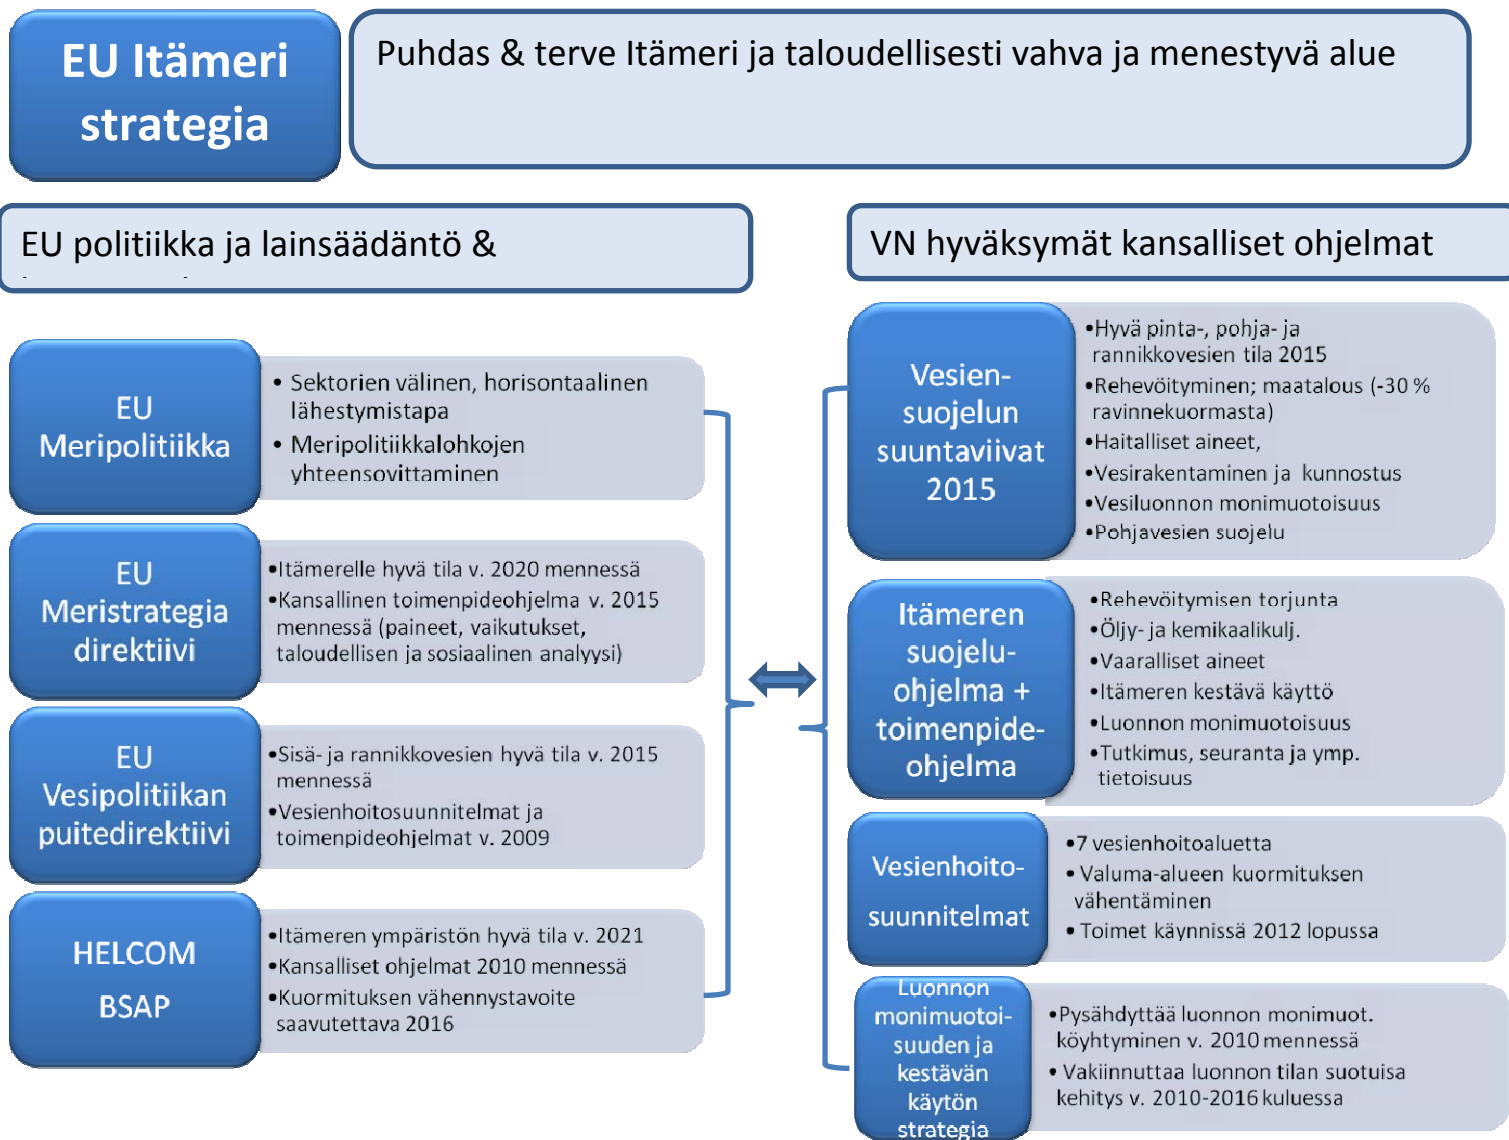 EU Itämeri
strategia
Puhdas & terve Itämeri ja taloudellisesti vahva ja menestyvä alue
EU politiikka ja lainsäädäntö &
EU
Meripolitiikka
• Sektorien välinen, horisontaalinen
lähestymistapa
• Meripolitiikkalohkojen
yhteensovittaminen
EU
Meristrategia
direktiivi
•Itämerelle hyvä tila v. 2020 mennessä
•Kansallinen toimenpideohjelma v. 2015
mennessä (paineet, vaikutukset,
taloudellisen ja sosiaalinen analyysi)
EU
Vesipolitiikan
puitedirektiivi
•Sisä- ja rannikkovesien hyvä tila v. 2015
mennessä
•Vesienhoitosuunnitelmat ja
toimenpideohjelmat v. 2009
HELCOM
BSAP
•Itämeren ympäristön hyvä tila v. 2021
•Kansalliset ohjelmat 2010 mennessä
•Kuormituksen vähennystavoite
saavutettava 2016
VN hyväksymät kansalliset ohjelmat
Vesien-
suojelun
suuntaviivat
2015
•Hyvä pinta-, pohja- ja
rannikkovesien tila 2015
•Rehevöityminen; maatalous (-30 %
ravinnekuormasta)
•Haitalliset aineet,
•Vesirakentaminen ja kunnostus
•Vesiluonnon monimuotoisuus
•Pohjavesien suojelu
Itämeren
suojelu-
ohjelma +
toimenpide-
ohjelma
•Rehevöitymisen torjunta
•Öljy- ja kemikaalikulj.
•Vaaralliset aineet
•Itämeren kestävä käyttö
•Luonnon monimuotoisuus
•Tutkimus, seuranta ja ymp.
tietoisuus
Vesienhoito-
suunnitelmat
•7 vesienhoitoaluetta
• Valuma-alueen kuormituksen
vähentäminen
• Toimet käynnissä 2012 lopussa
Luonnon
monimuotoi-
suuden ja
kestävän
käytön
strategia
•Pysähdyttää luonnon monimuot.
köyhtyminen v. 2010 mennessä
• Vakiinnuttaa luonnon tilan suotuisa
kehitys v. 2010-2016 kuluessa